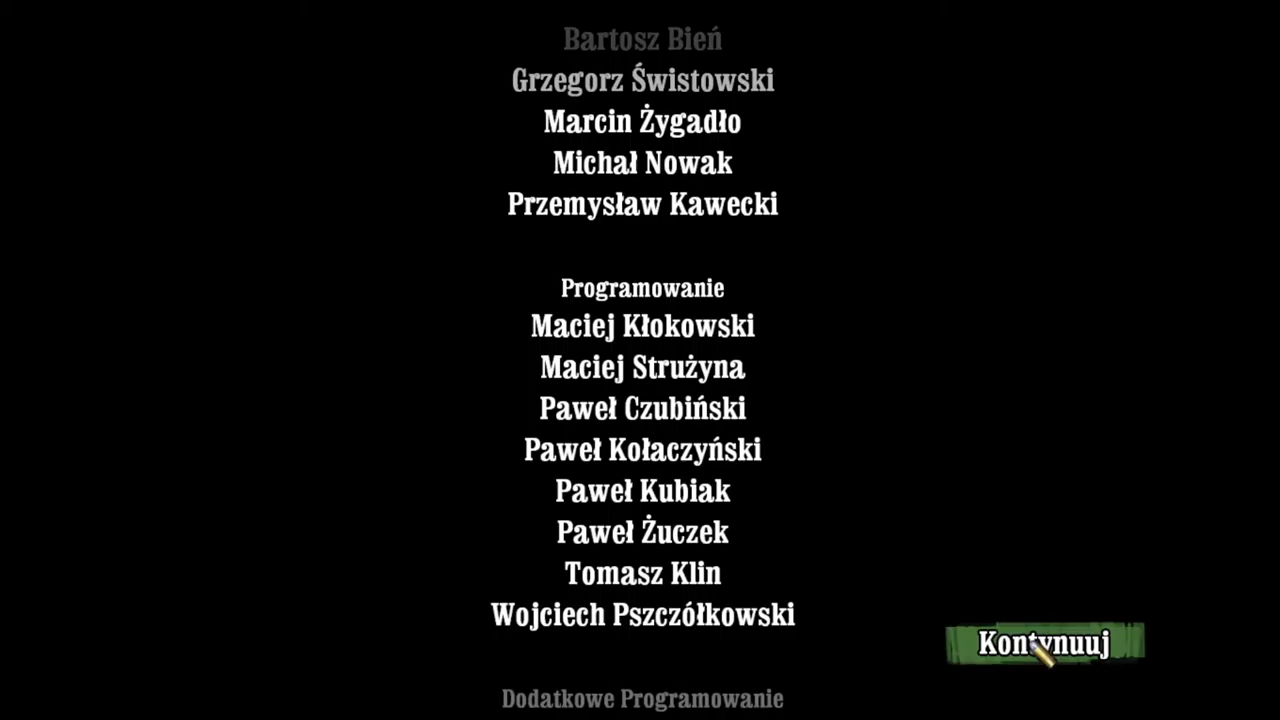 Bartosz Bień
Grzegorz Świstowski
Marcin Żygadło
Michał Nowak
Przemysław Kawecki
Programowanie
Maciej Kłokowski
Maciej Strużyna
Paweł Czubiński
Paweł Kołaczyński
Paweł Kubiak
Paweł Żuczek
Tomasz Klin
Wojciech Pszczółkowski
Kontynuuj
Dodatkowe Programowanie